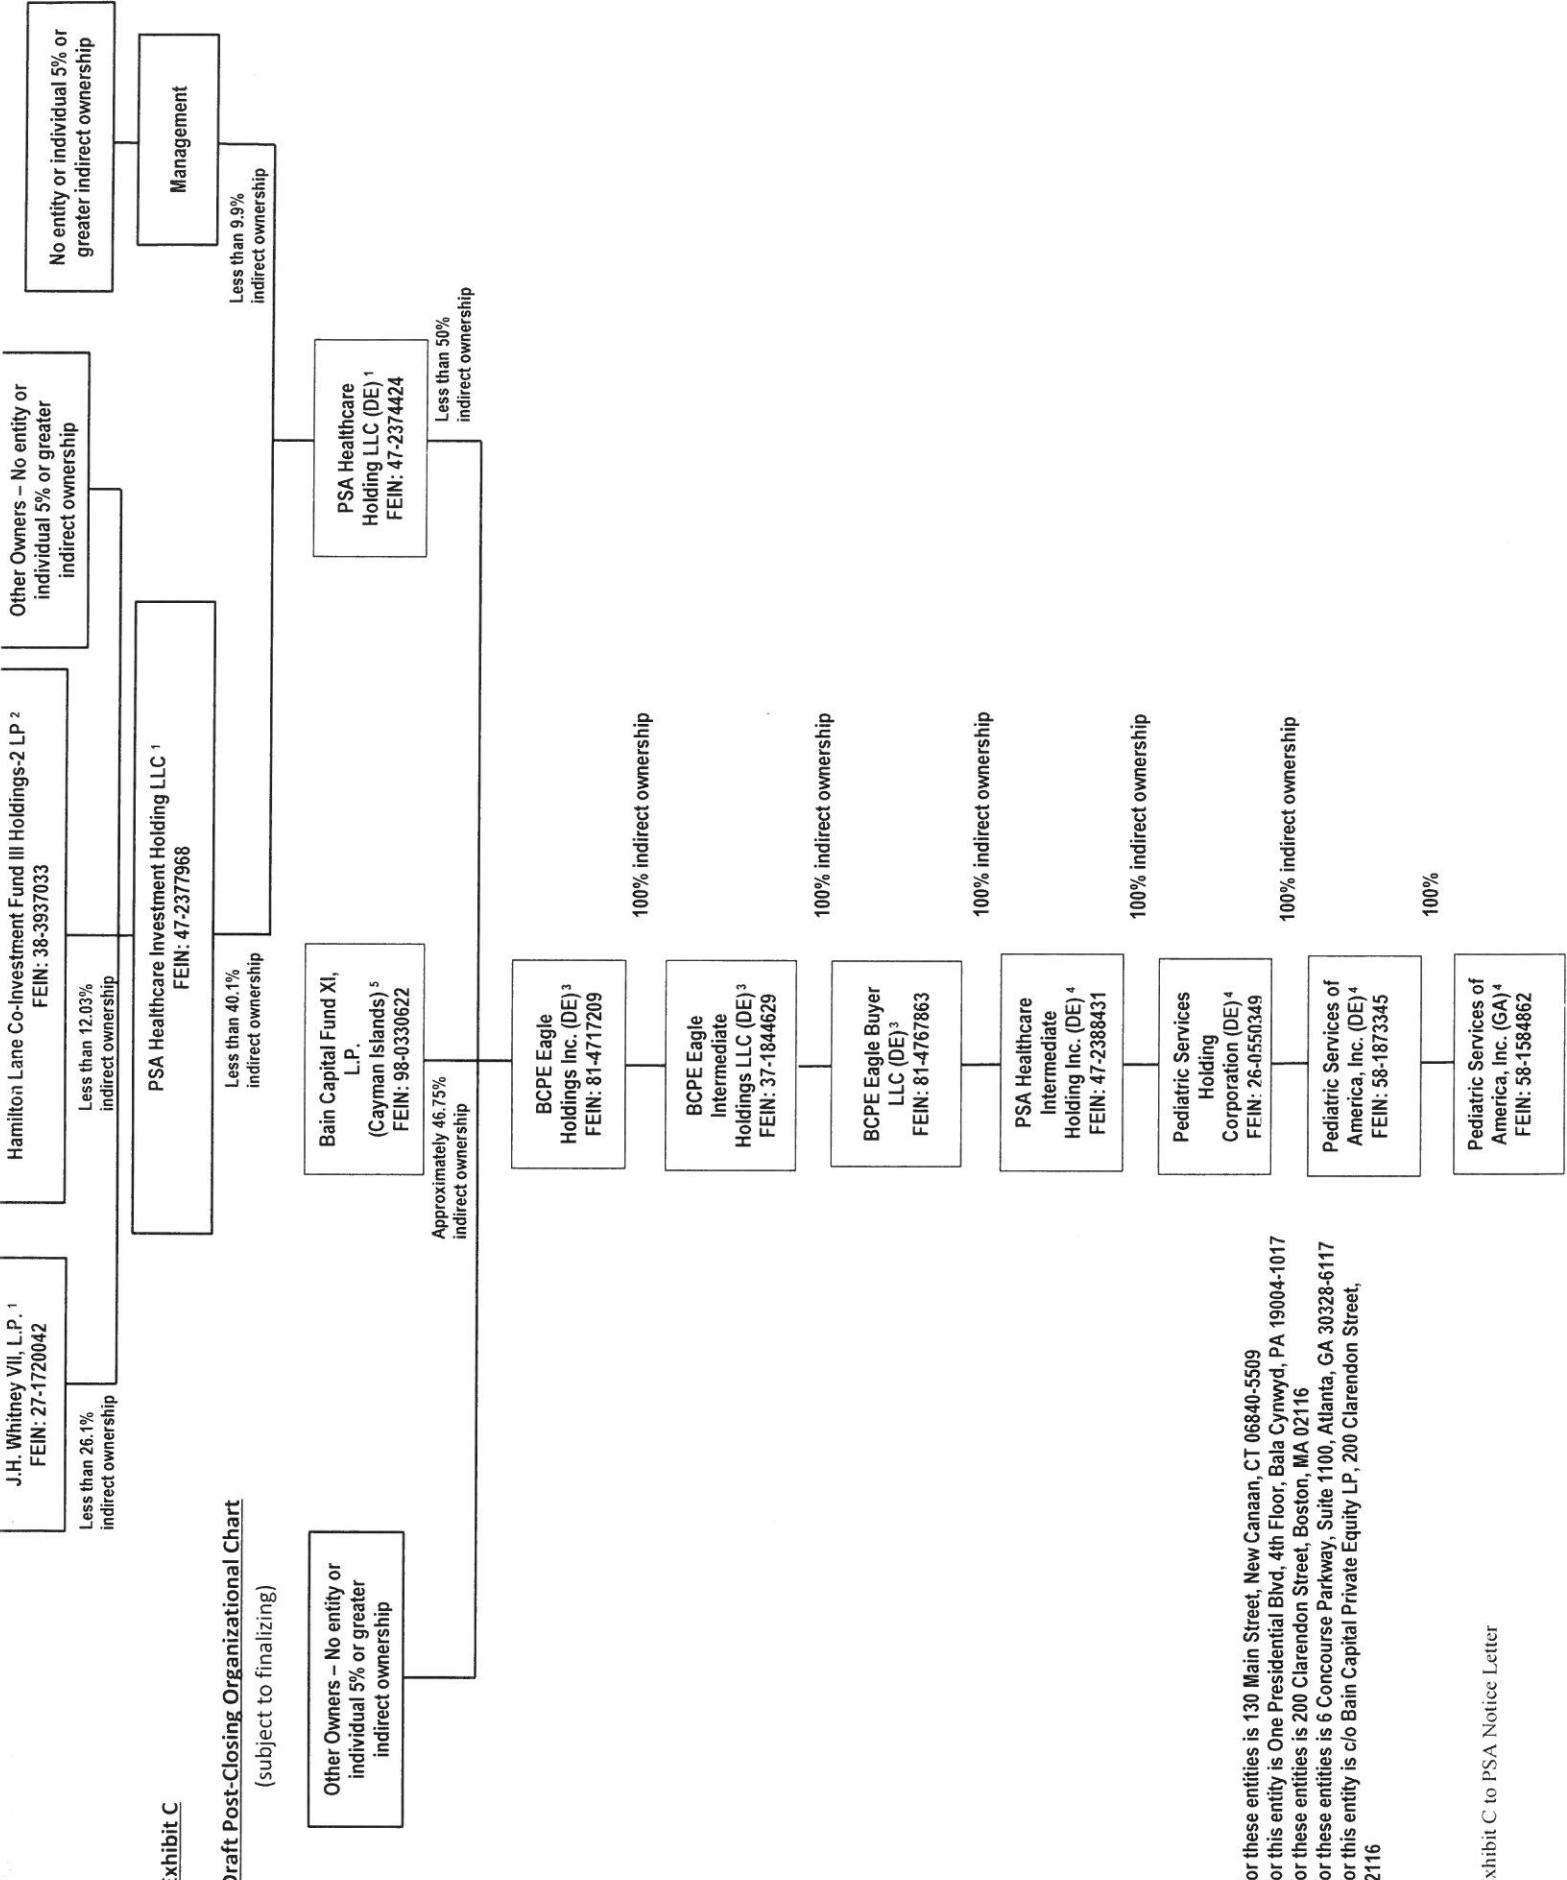 J.H. Whitney VII, L.P. 1
FEIN: 27-1720042
Hamilton Lane Co-Investment Fund III Holdings-2 LP 2
FEIN: 38-3937033
Other Owners – No entity or
individual 5% or greater
indirect ownership
No entity or individual 5% or
greater indirect ownership
Less than 26.1%
indirect ownership
Less than 12.03%
indirect ownership
xhibit C
PSA Healthcare Investment Holding LLC 1
FEIN: 47-2377968
Management
Draft Post-Closing Organizational Chart
(subject to finalizing)
Less than 40.1%
indirect ownership
Less than 9.9%
indirect ownership
Other Owners – No entity or
individual 5% or greater
indirect ownership
Bain Capital Fund XI,
L.P.
(Cayman Islands) 5
FEIN: 98-0330622
PSA Healthcare
Holding LLC (DE) 1
FEIN: 47-2374424
Approximately 46.75%
indirect ownership
Less than 50%
indirect ownership
BCPE Eagle
Holdings Inc. (DE)3
FEIN: 81-4717209
100% indirect ownership
BCPE Eagle
Intermediate
Holdings LLC (DE)3
FEIN: 37-1844629
100% indirect ownership
BCPE Eagle Buyer
LLC (DE)3
FEIN: 81-4767863
100% indirect ownership
PSA Healthcare
Intermediate
Holding Inc. (DE) 4
FEIN: 47-2388431
100% indirect ownership
Pediatric Services
Holding
Corporation (DE) 4
FEIN: 26-0550349
100% indirect ownership
Pediatric Services of
America, Inc. (DE)4
FEIN: 58-1873345
100%
Pediatric Services of
America, Inc. (GA)4
FEIN: 58-1584862
or these entities is 130 Main Street, New Canaan, CT 06840-5509
or this entity is One Presidential Blvd, 4th Floor, Bala Cynwyd, PA 19004-1017
or these entities is 200 Clarendon Street, Boston, MA 02116
or these entities is 6 Concourse Parkway, Suite 1100, Atlanta, GA 30328-6117
or this entity is c/o Bain Capital Private Equity LP, 200 Clarendon Street,
2116
xhibit C to PSA Notice Letter